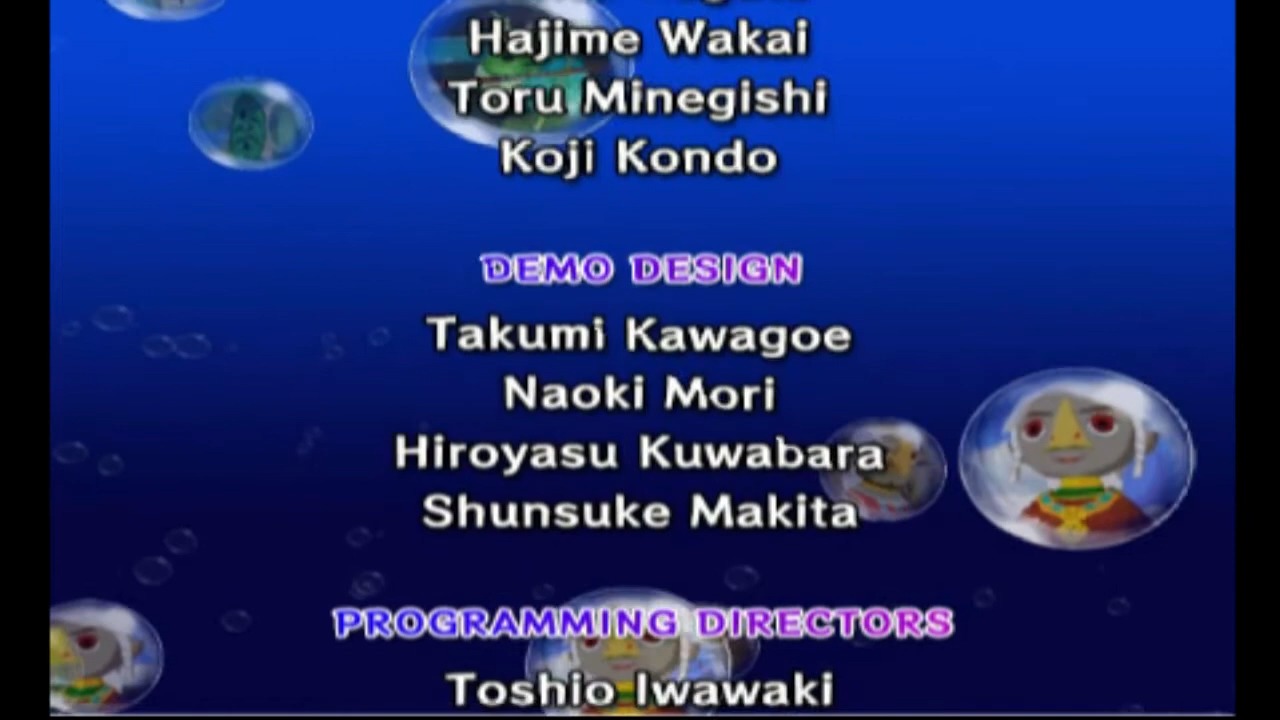 Hajime Wakai
Toru Minegishi
Koji Kondo
DEMO DESIGN
Takumi Kawagoe
Naoki Mori
Hiroyasu Kuwabara
Shunsuke Makita
PROGRAMMING DIRECTORS
Toshio Iwawaki